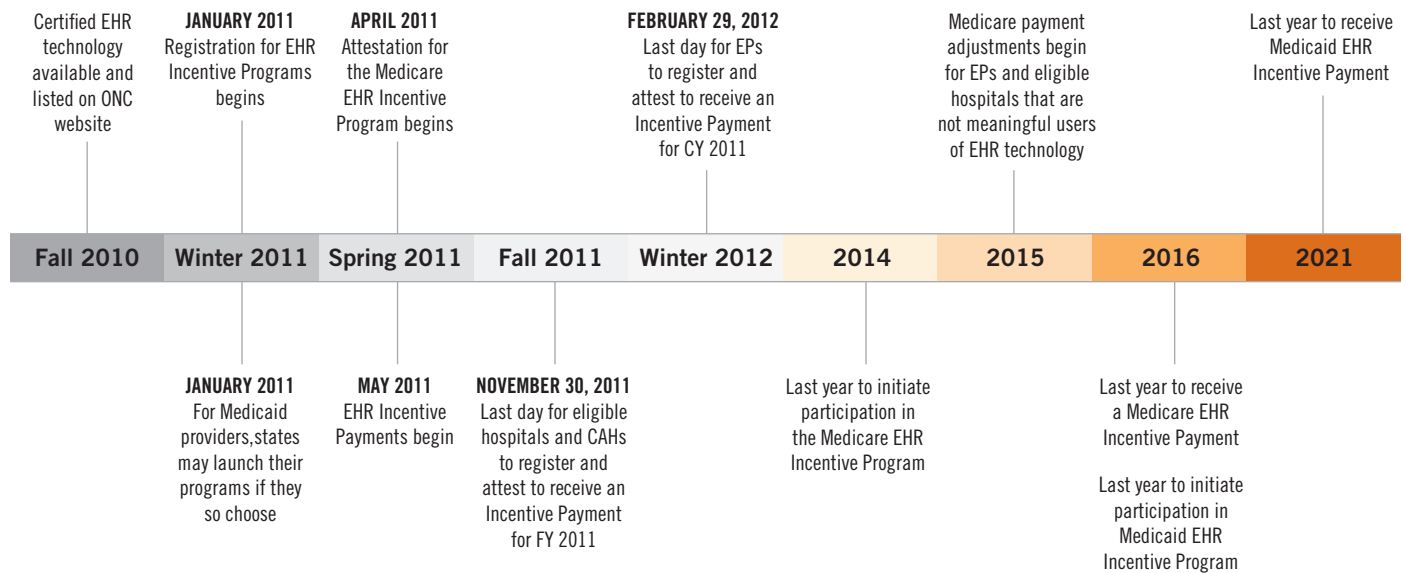 Certified EHR
technology
available and
listed on ONC
website
JANUARY 2011
Registration for EHR
Incentive Programs
begins
APRIL 2011
Attestation for
the Medicare
EHR Incentive
Program begins
FEBRUARY 29, 2012
Last day for EPs
to register and
attest to receive an
Incentive Payment
for CY 2011
Medicare payment
adjustments begin
for EPs and eligible
hospitals that are
not meaningful users
of EHR technology
Last year to receive
Medicaid EHR
Incentive Payment
Fall 2010
Winter 2011
Spring 2011
Fall 2011
Winter 2012
2014
2015
2016
2021
JANUARY 2011
For Medicaid
providers,states
may launch their
programs if they
so choose
MAY 2011
EHR Incentive
Payments begin
NOVEMBER 30, 2011
Last day for eligible
hospitals and CAHs
to register and
attest to receive an
Incentive Payment
for FY 2011
Last year to initiate
participation in
the Medicare EHR
Incentive Program
Last year to receive
a Medicare EHR
Incentive Payment
Last year to initiate
participation in
Medicaid EHR
Incentive Program